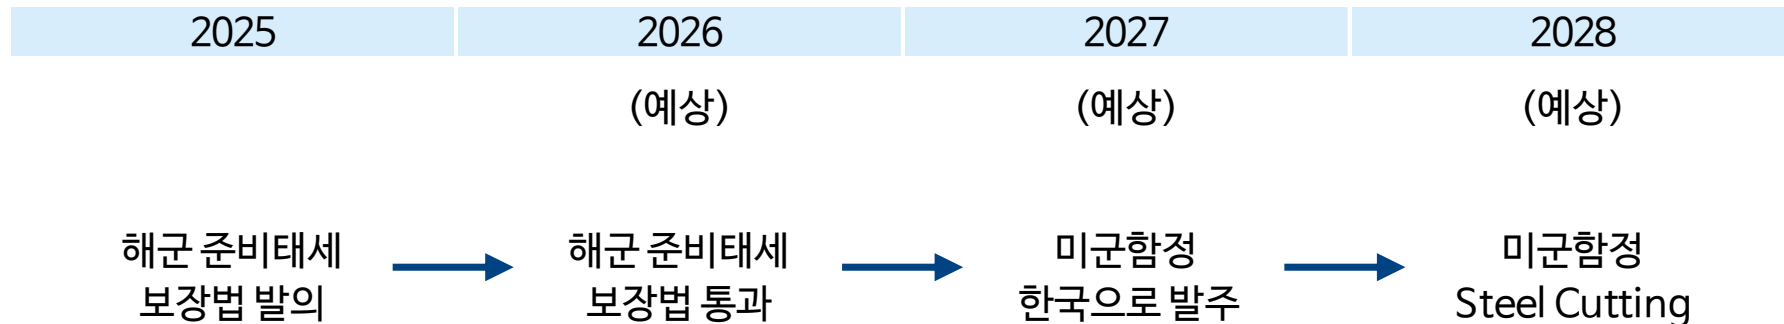 2025 2026 2027 2028
(예상) (예상) (예상)
해군 준비태세 해군 준비태세 미군함정 미군함정
보장법 발의 보장법 통과 한국으로 발주 Steel Cutting